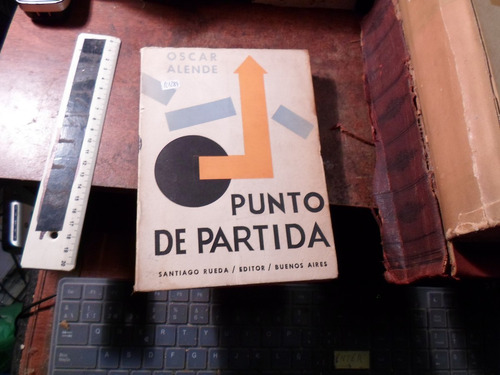 OSCAR
ALENDE
PUNTO
DE PARTIDA
SANTIAGO RUEDA / EDITOR / BUENOS AIRES